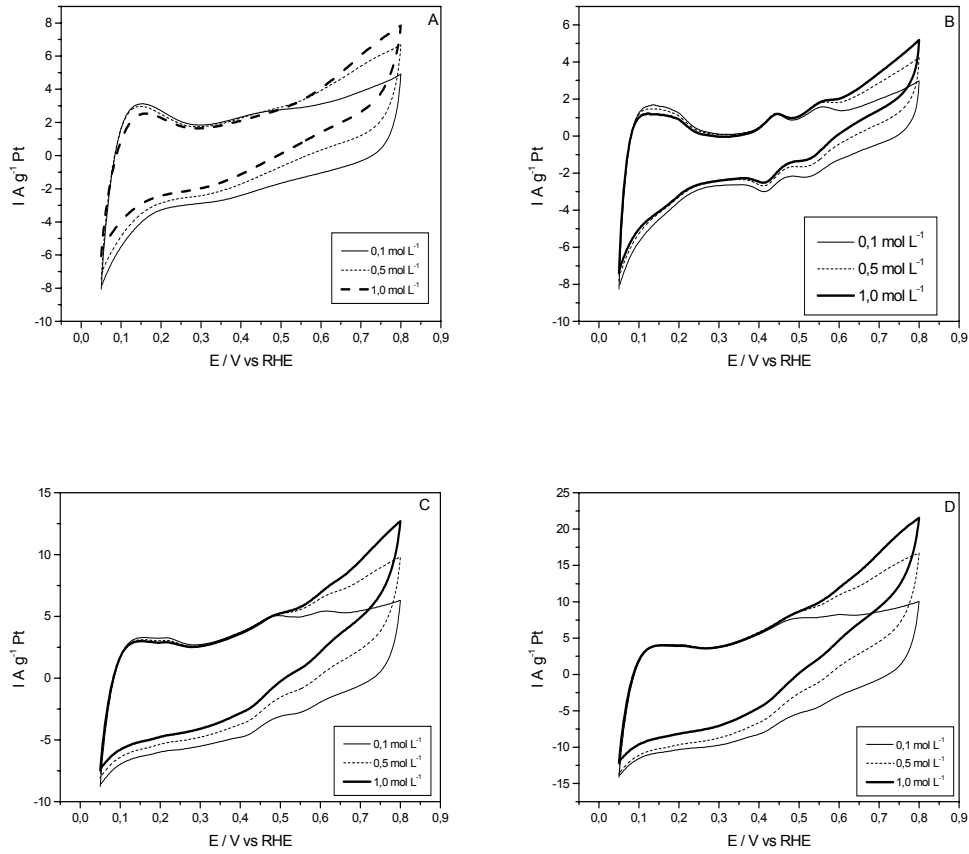 A
8
6
4
2
0
-2
-4
-6
-8
-10
I A g⁻¹ Pt
0,0 0,1 0,2 0,3 0,4 0,5 0,6 0,7 0,8 0,9
E / V vs RHE
0,1 mol L⁻¹
0,5 mol L⁻¹
1,0 mol L⁻¹
B
6
4
2
0
-2
-4
-6
-8
-10
I A g⁻¹ Pt
0,0 0,1 0,2 0,3 0,4 0,5 0,6 0,7 0,8 0,9
E / V vs RHE
0,1 mol L⁻¹
0,5 mol L⁻¹
1,0 mol L⁻¹
C
15
10
5
0
-5
-10
I A g⁻¹ Pt
0,0 0,1 0,2 0,3 0,4 0,5 0,6 0,7 0,8 0,9
E / V vs RHE
0,1 mol L⁻¹
0,5 mol L⁻¹
1,0 mol L⁻¹
D
25
20
15
10
5
0
-5
-10
-15
I A g⁻¹ Pt
0,0 0,1 0,2 0,3 0,4 0,5 0,6 0,7 0,8 0,9
E / V vs RHE
0,1 mol L⁻¹
0,5 mol L⁻¹
1,0 mol L⁻¹